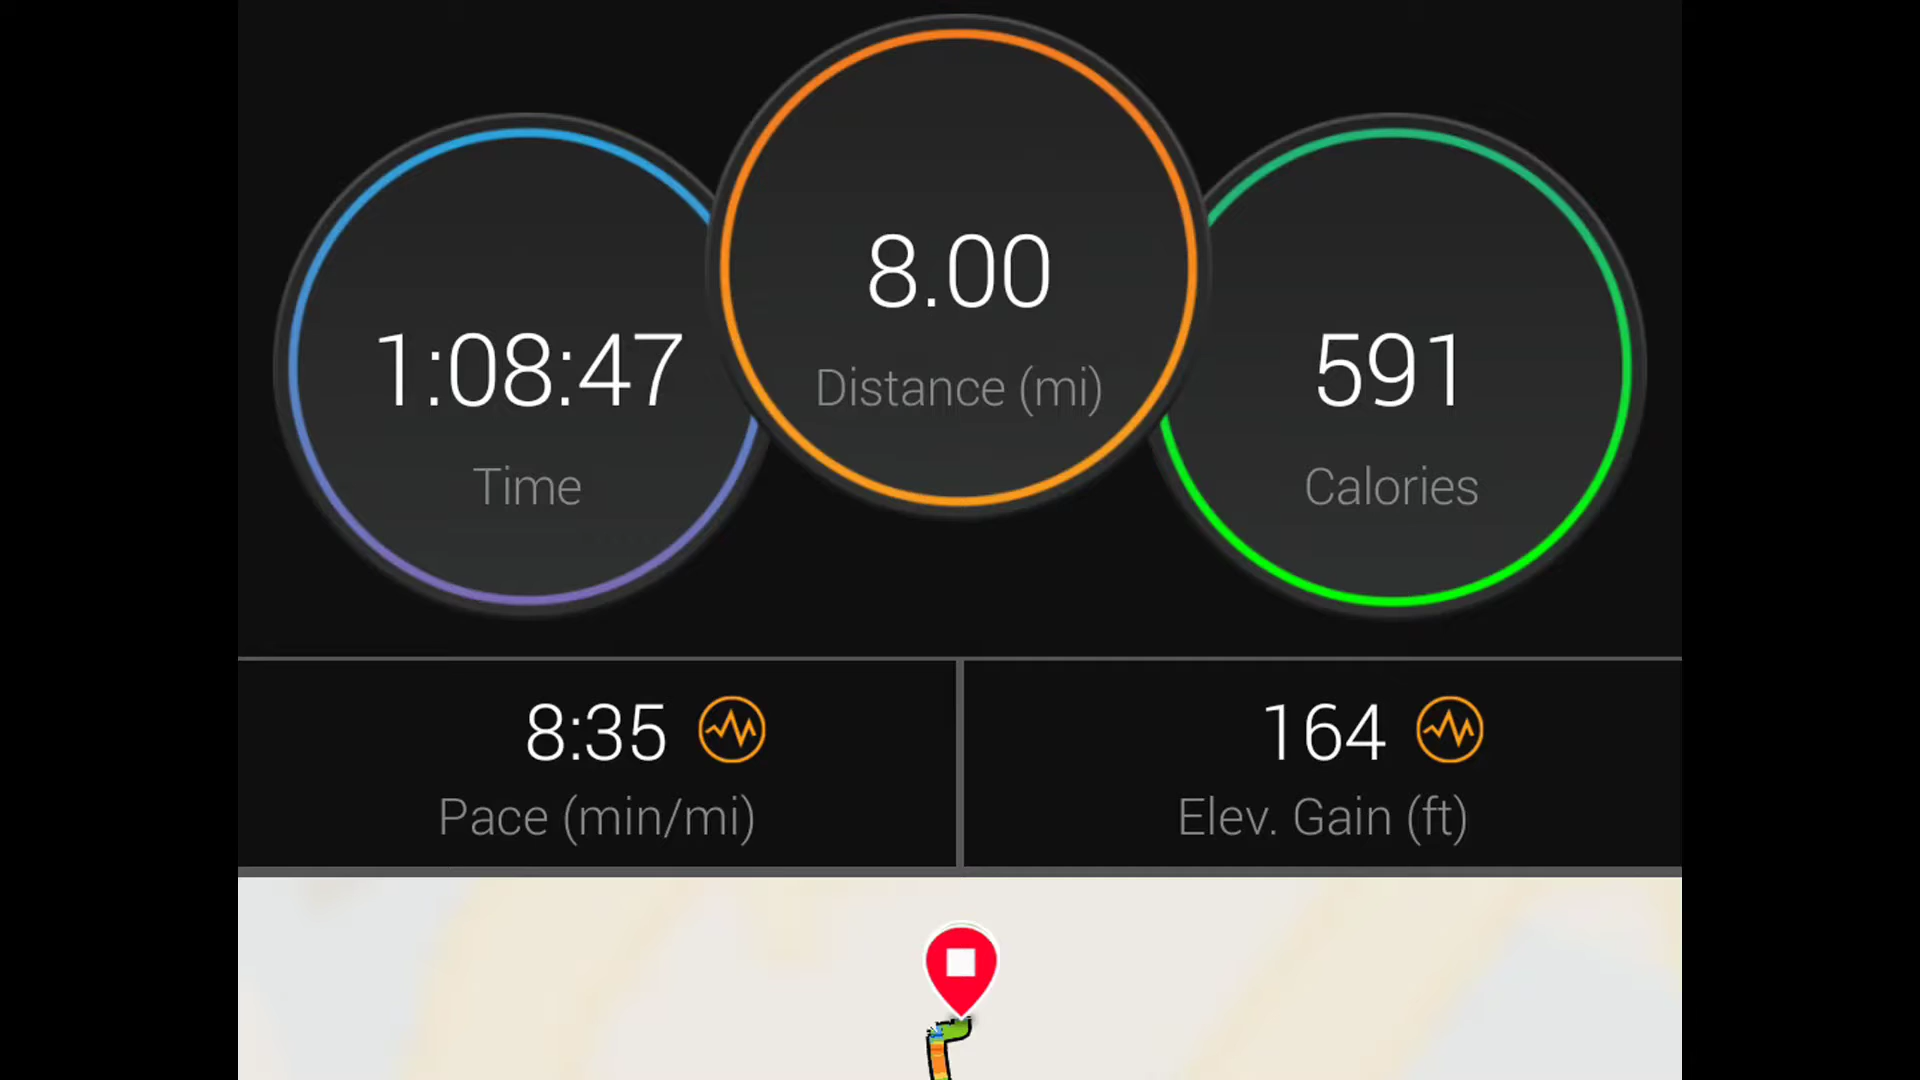 8.00
Distance (mi)
1:08:47
Time
591
Calories
8:35
Pace (min/mi)
164
Elev. Gain (ft)